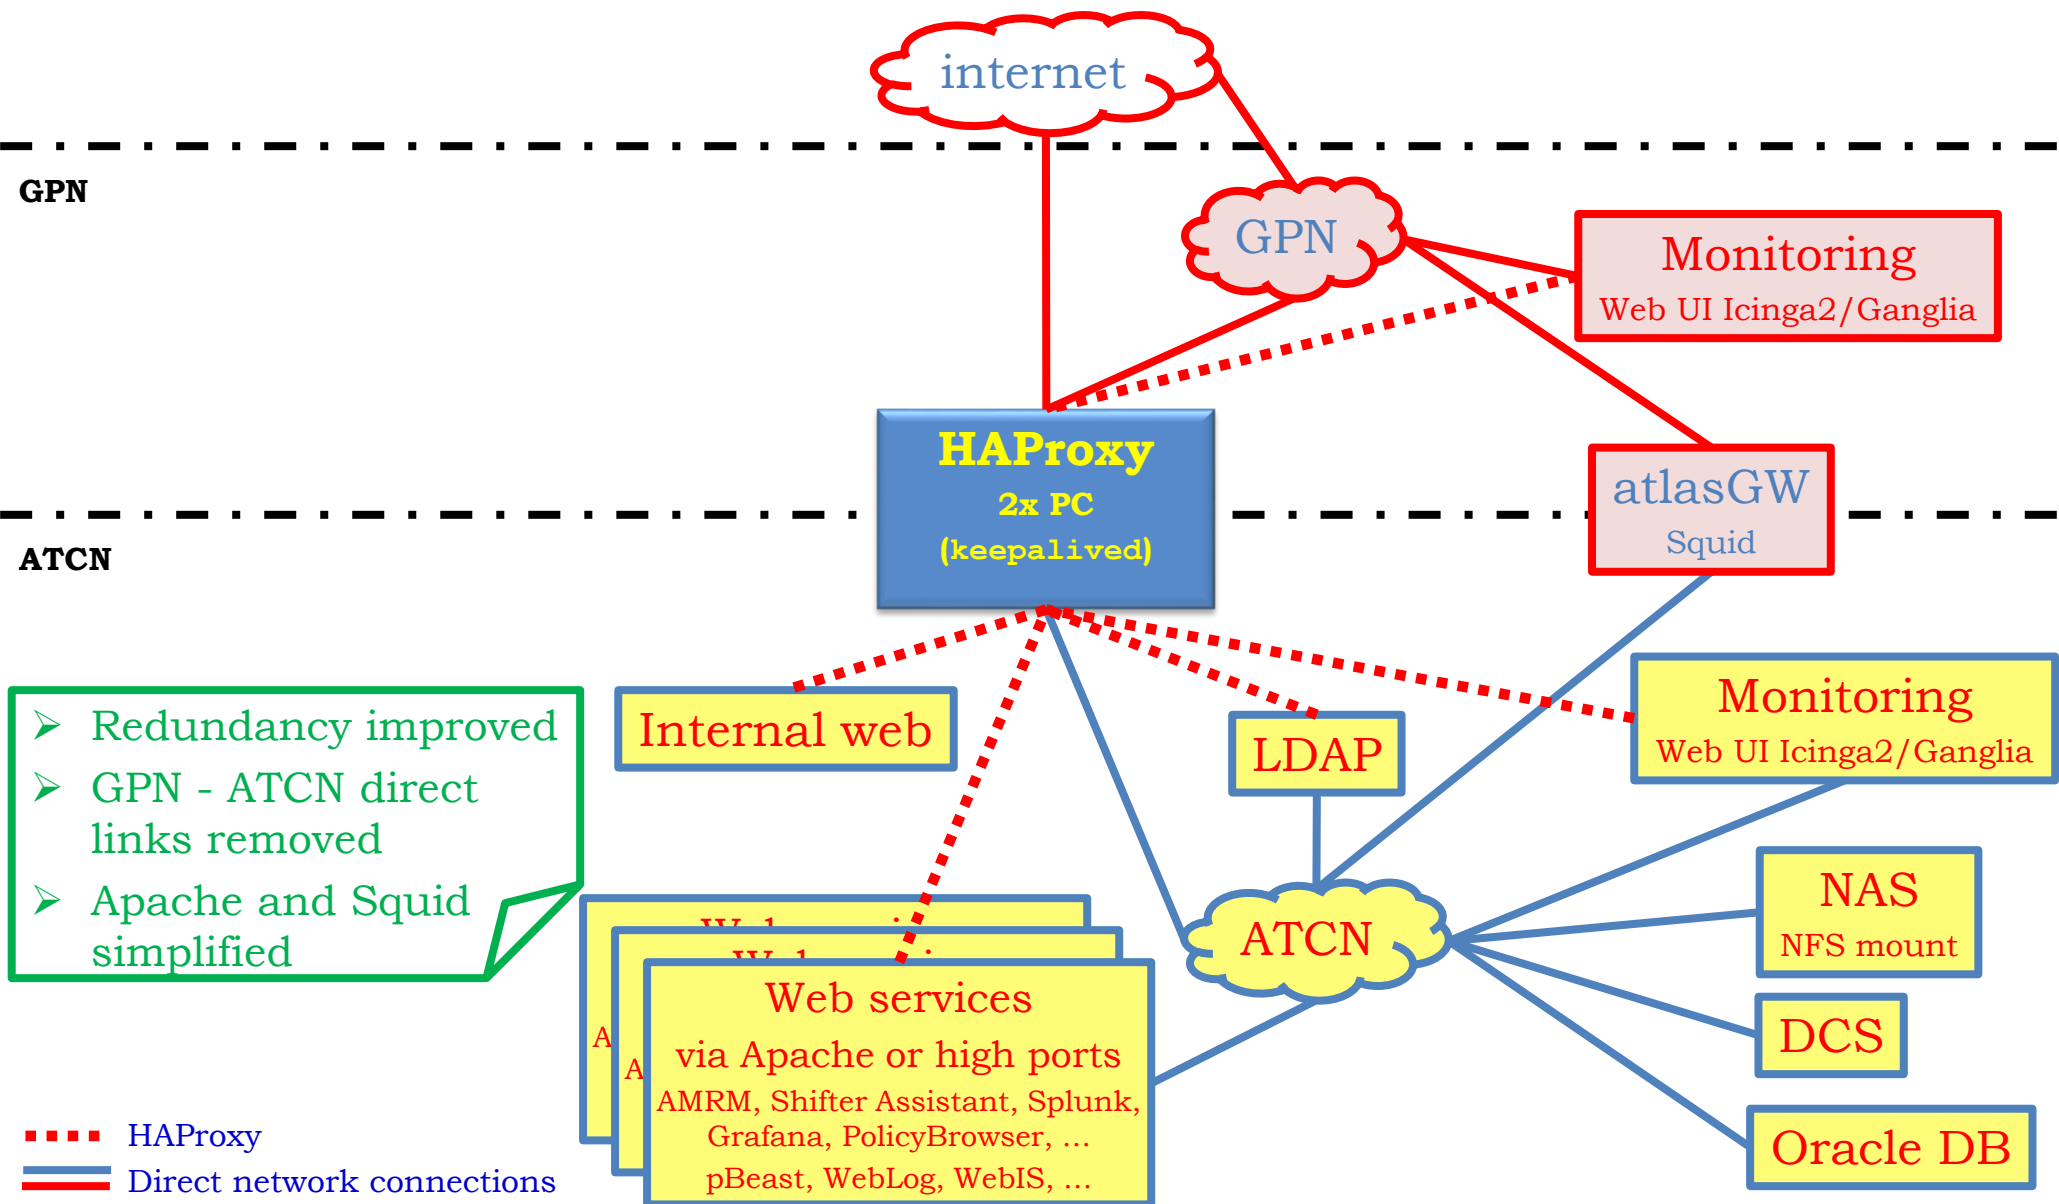 internet
GPN
GPN
Monitoring
Web UI Icinga2/Ganglia
HAProxy
2x PC
(keepalived)
atlasGW
Squid
ATCN
➢ Redundancy improved
➢ GPN - ATCN direct
links removed
➢ Apache and Squid
simplified
Internal web
LDAP
Monitoring
Web UI Icinga2/Ganglia
NAS
NFS mount
ATCN
DCS
Oracle DB
A
A
Web services
via Apache or high ports
AMRM, Shifter Assistant, Splunk,
Grafana, PolicyBrowser, ...
pBeast, WebLog, WebIS, ...
HAProxy
Direct network connections